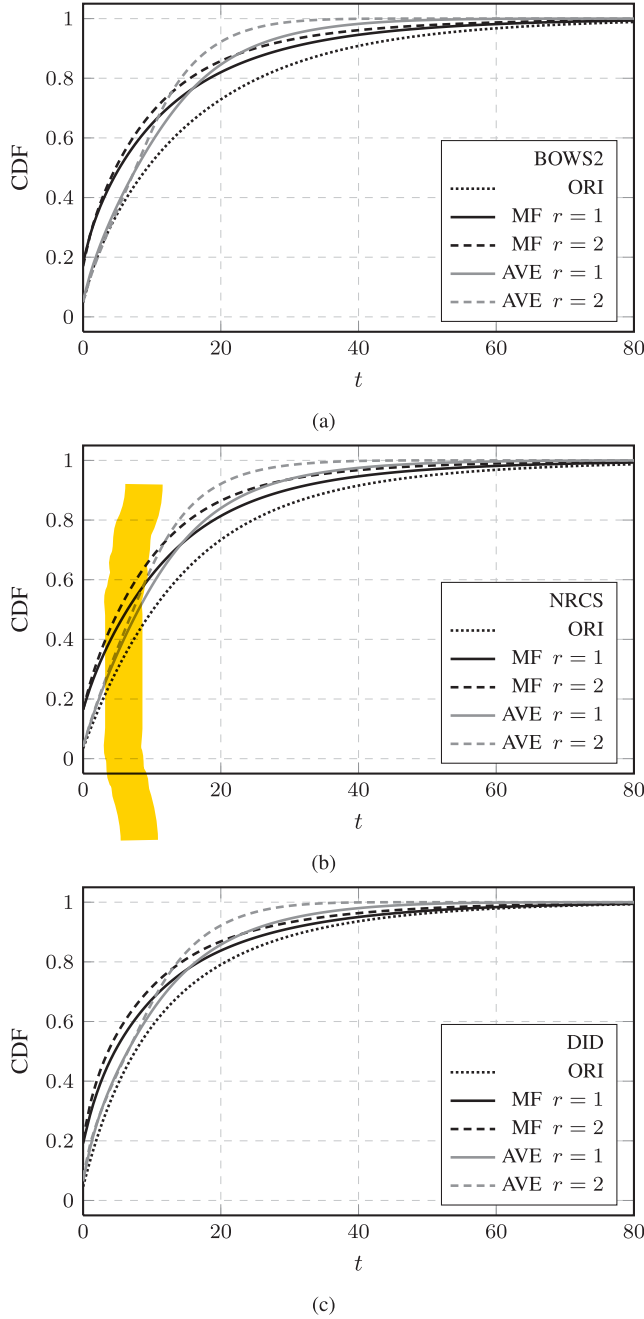 1
0.8
0.6
0.4
0.2
0
CDF
BOWS2
ORI
MF r = 1
MF r = 2
AVE r = 1
AVE r = 2
0 20 40 60 80
t
(a)
1
0.8
0.6
0.4
0.2
0
CDF
NRCS
ORI
MF r = 1
MF r = 2
AVE r = 1
AVE r = 2
0 20 40 60 80
t
(b)
1
0.8
0.6
0.4
0.2
0
CDF
DID
ORI
MF r = 1
MF r = 2
AVE r = 1
AVE r = 2
0 20 40 60 80
t
(c)